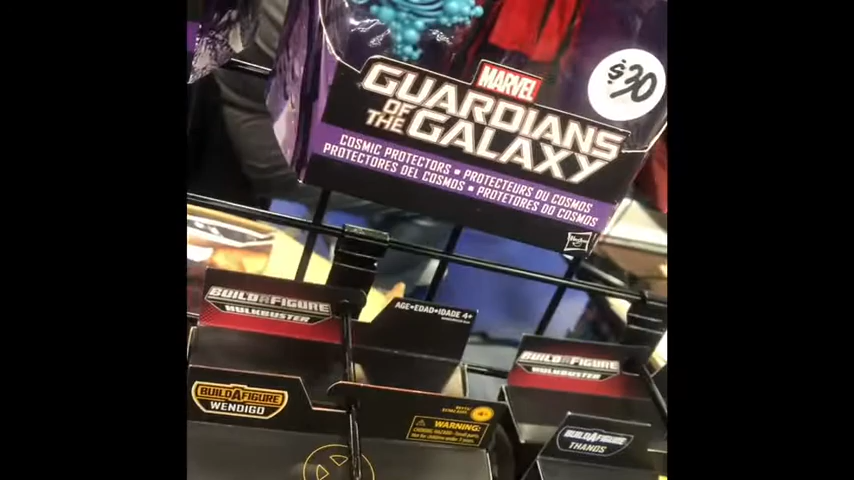 MARVEL
$30
GUARDIANS
OF THE
GALAXY
COSMIC PROTECTORS • PROTECTEURS DU COSMOS
PROTECTORES DEL COSMOS • PROTETORES DO COSMOS
Hasbro
BUILD A FIGURE
HULKBUSTER
AGE•EDAD•IDADE 4+
BUILD A FIGURE
HULKBUSTER
BUILD A FIGURE
WENDIGO
4+
WARNING:
BUILD A FIGURE
THANOS